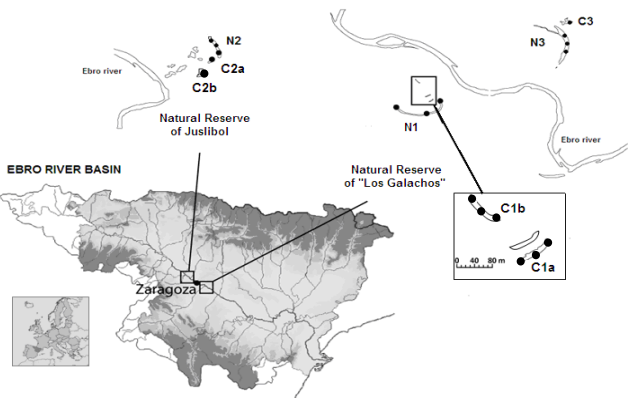 N2
C3
N3
Ebro river
C2a
C2b
Natural Reserve
of Juslibol
N1
Ebro river
Natural Reserve
of "Los Galachos"
EBRO RIVER BASIN
C1b
Zaragoza
0 40 80 m
C1a